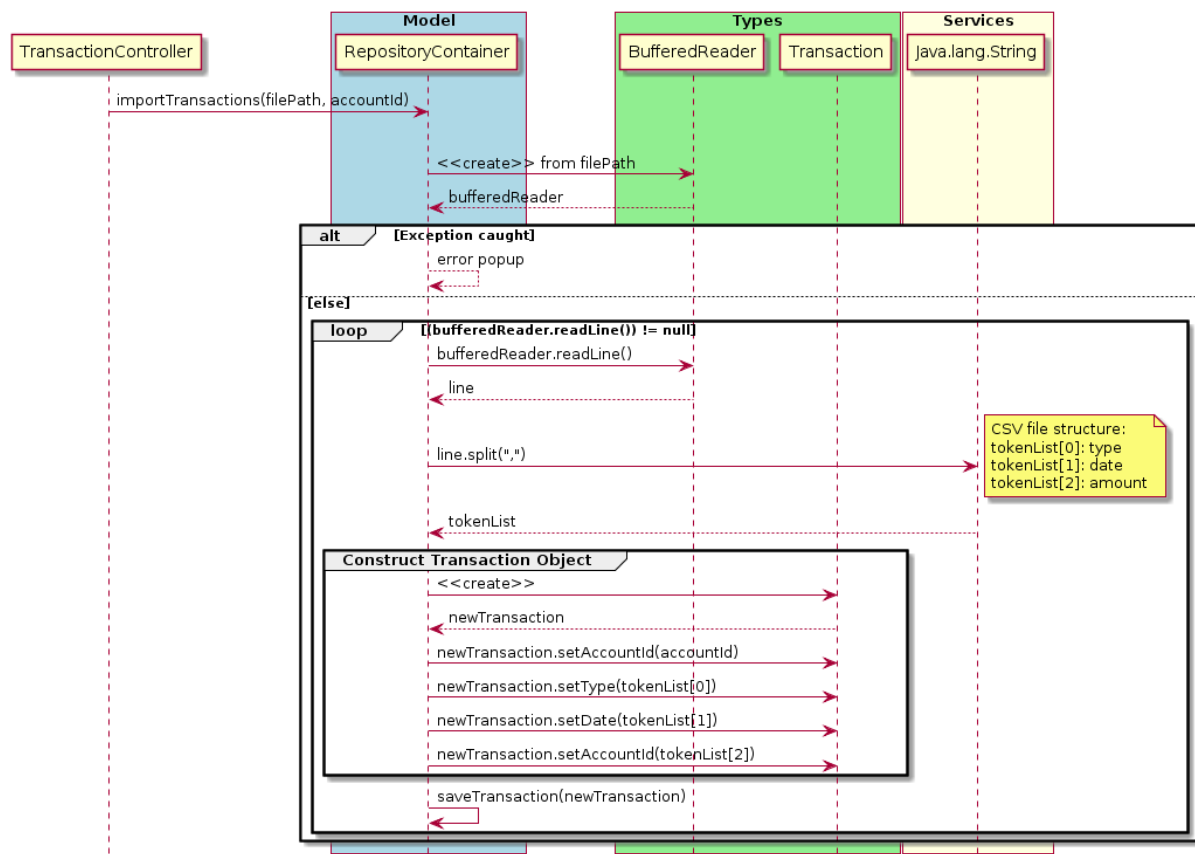 Model
Types
Services
TransactionController
RepositoryContainer
BufferedReader
Transaction
Java.lang.String
importTransactions(filePath, accountId)
<<create>> from filePath
bufferedReader
alt
[Exception caught]
error popup
[else]
loop
[(bufferedReader.readLine()) != null]
bufferedReader.readLine()
line
CSV file structure:
tokenList[0]: type
tokenList[1]: date
tokenList[2]: amount
line.split(",")
tokenList
Construct Transaction Object
<<create>>
newTransaction
newTransaction.setAccountId(accountId)
newTransaction.setType(tokenList[0])
newTransaction.setDate(tokenList[1])
newTransaction.setAccountId(tokenList[2])
saveTransaction(newTransaction)